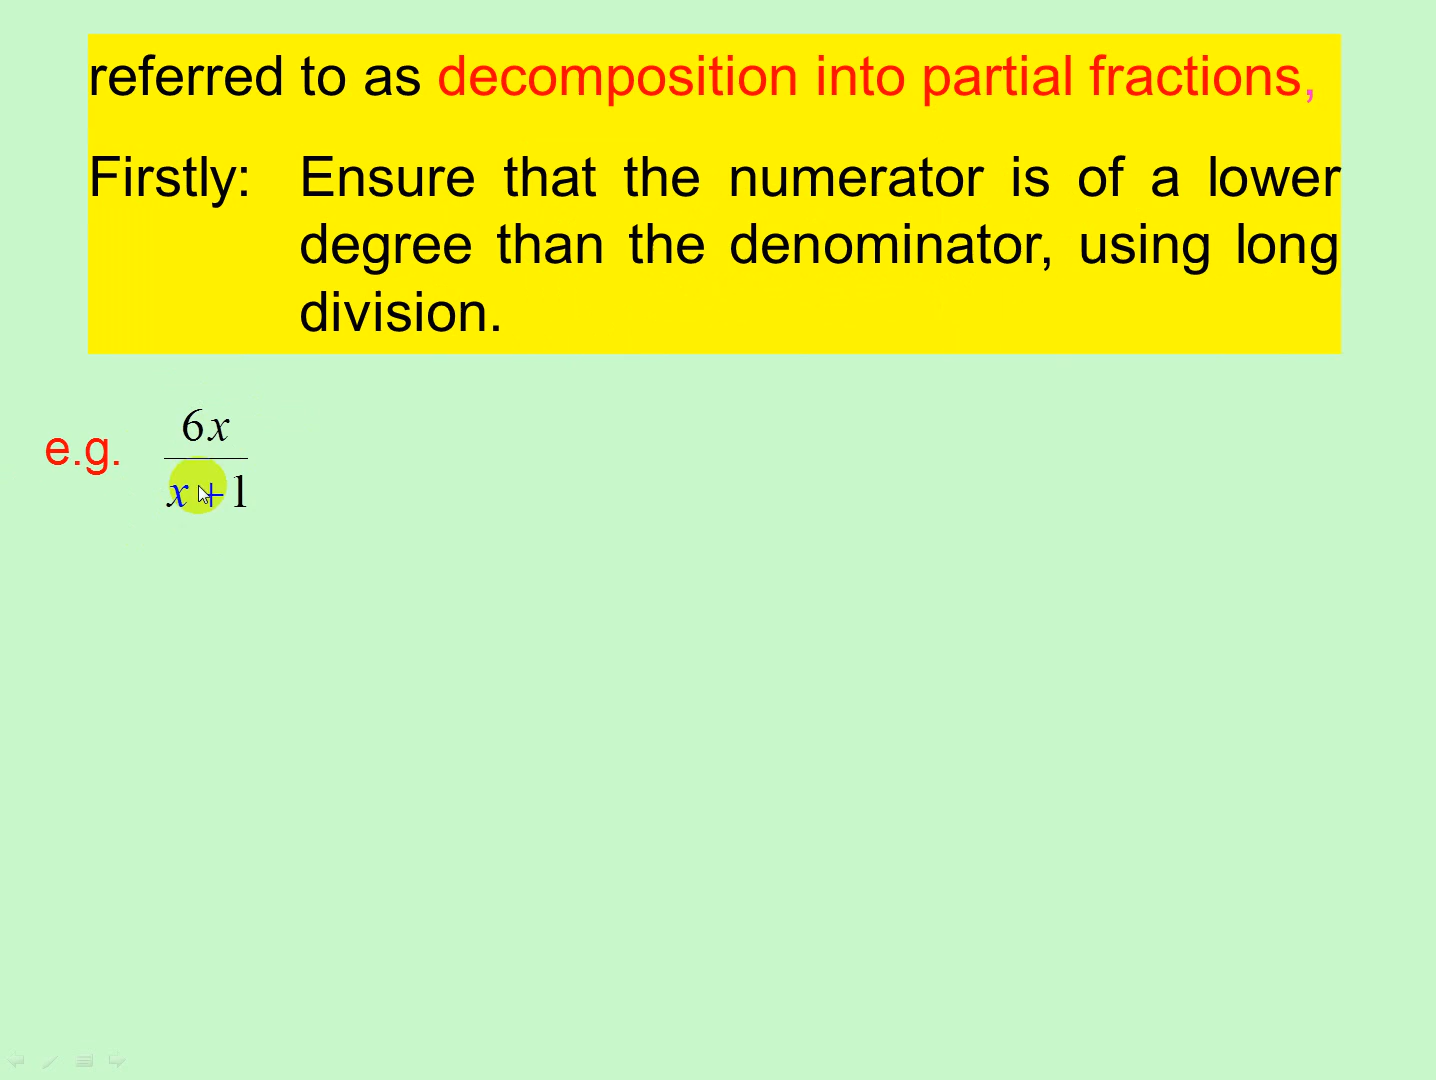 referred to as decomposition into partial fractions,
Firstly: Ensure that the numerator is of a lower
degree than the denominator, using long
division.
e.g. 6x
x + 1